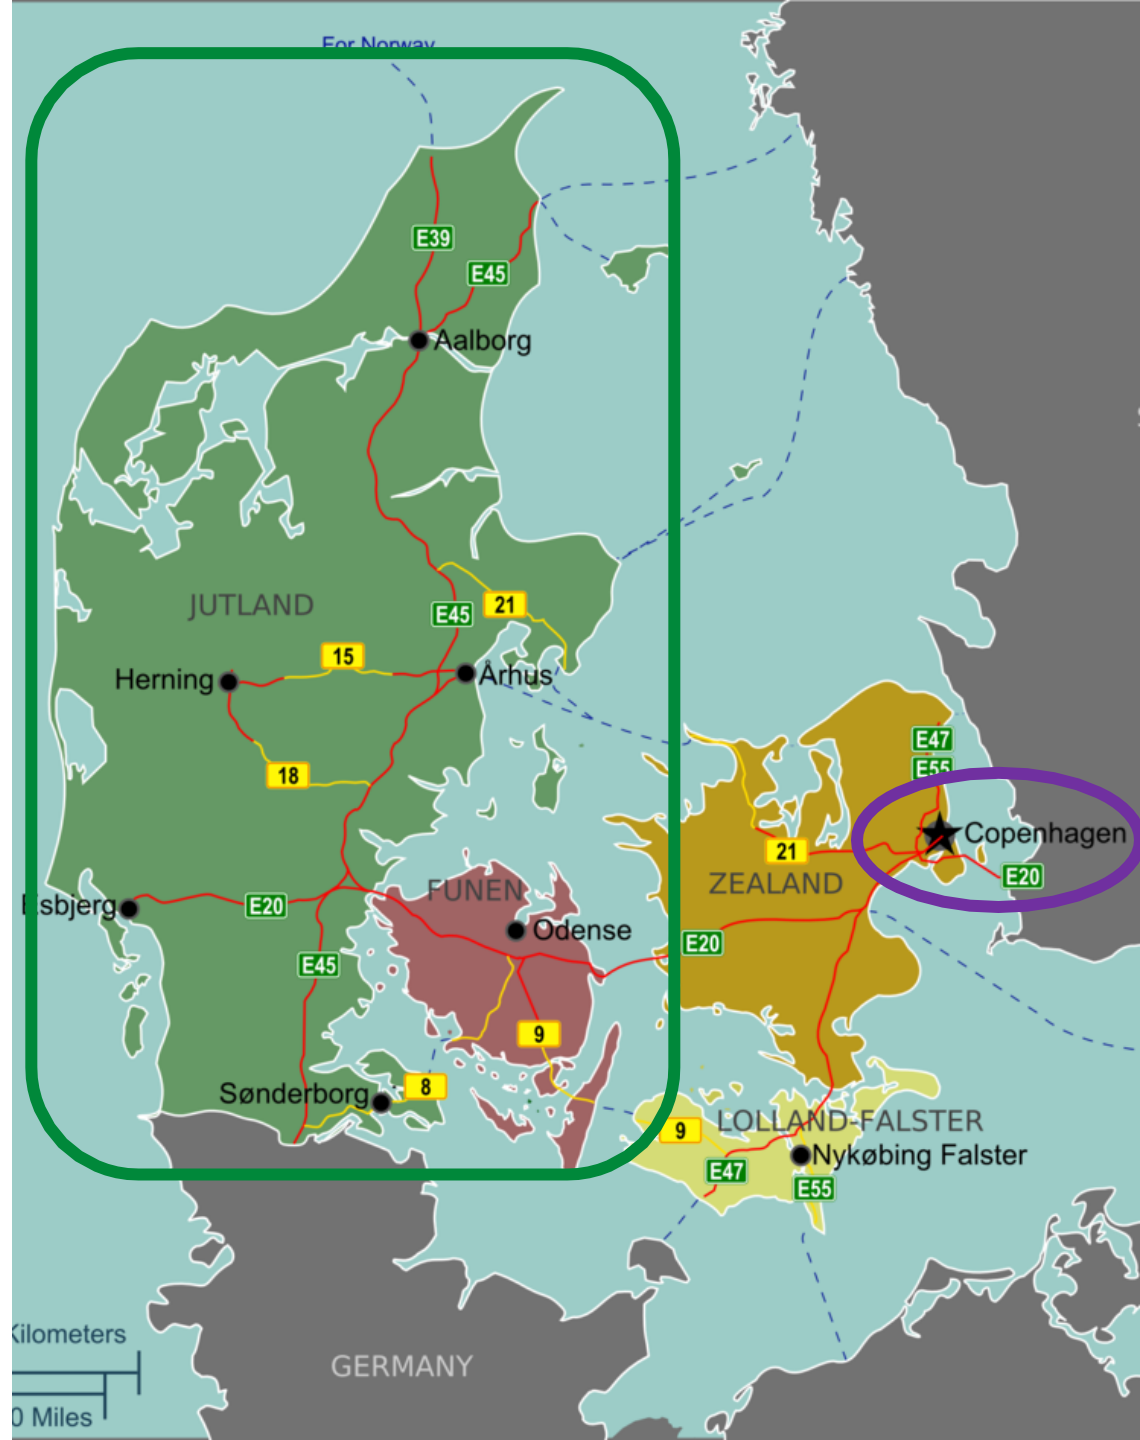 For Norway
E39
E45
Aalborg
JUTLAND
E45
21
15
Herning
Århus
18
E47
E55
Copenhagen
21
E20
ZEALAND
FUNEN
Esbjerg
E20
Odense
E20
E45
9
Sønderborg
8
9
LOLLAND-FALSTER
Nykøbing Falster
E47
E55
Kilometers
GERMANY
0 Miles